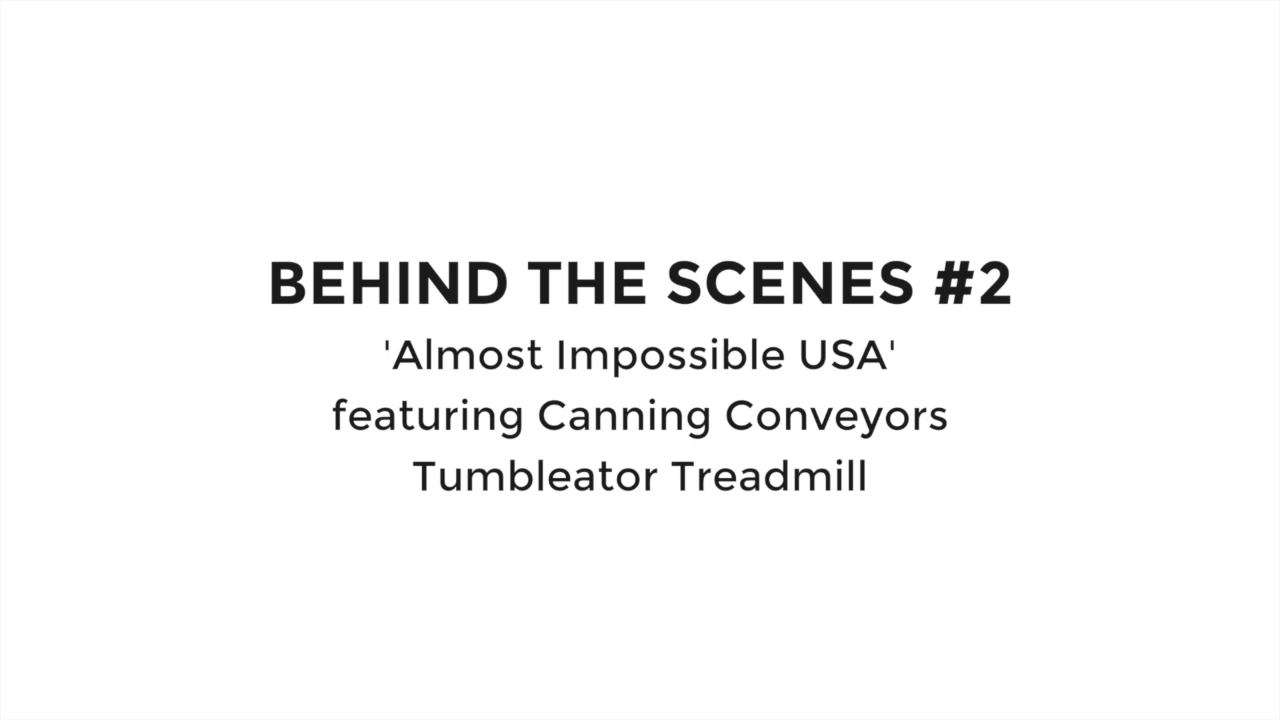 BEHIND THE SCENES #2
'Almost Impossible USA'
featuring Canning Conveyors
Tumbleator Treadmill